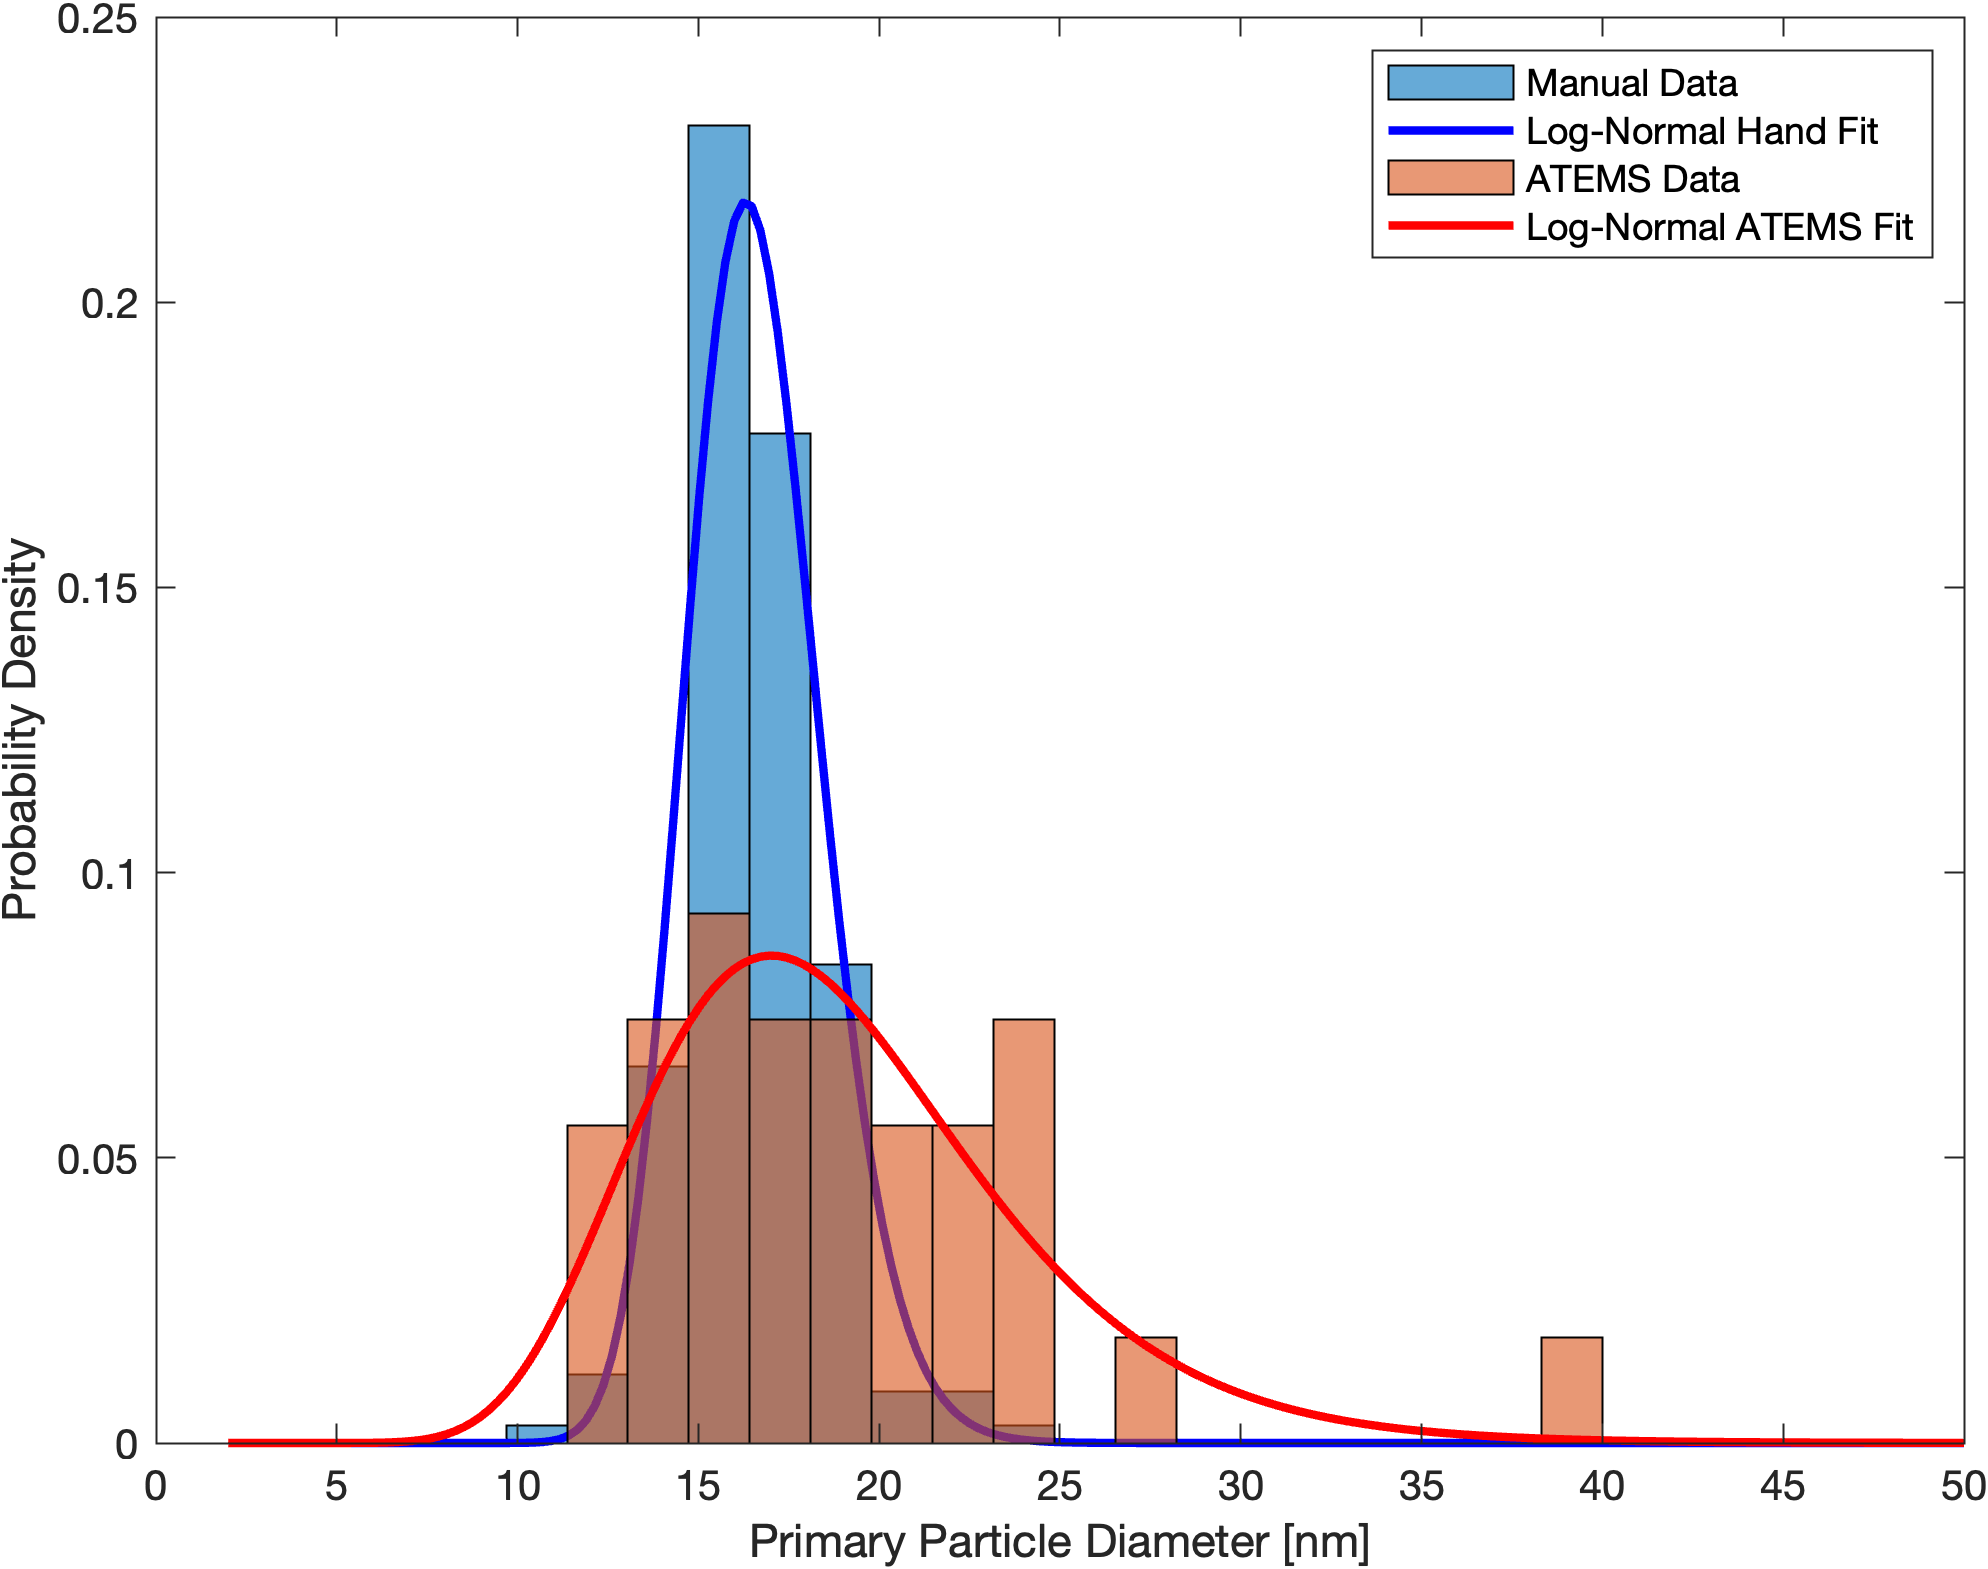 0.25
0.2
0.15
0.1
0.05
0
Probability Density
Manual Data
Log-Normal Hand Fit
ATEMS Data
Log-Normal ATEMS Fit
0 5 10 15 20 25 30 35 40 45 50
Primary Particle Diameter [nm]